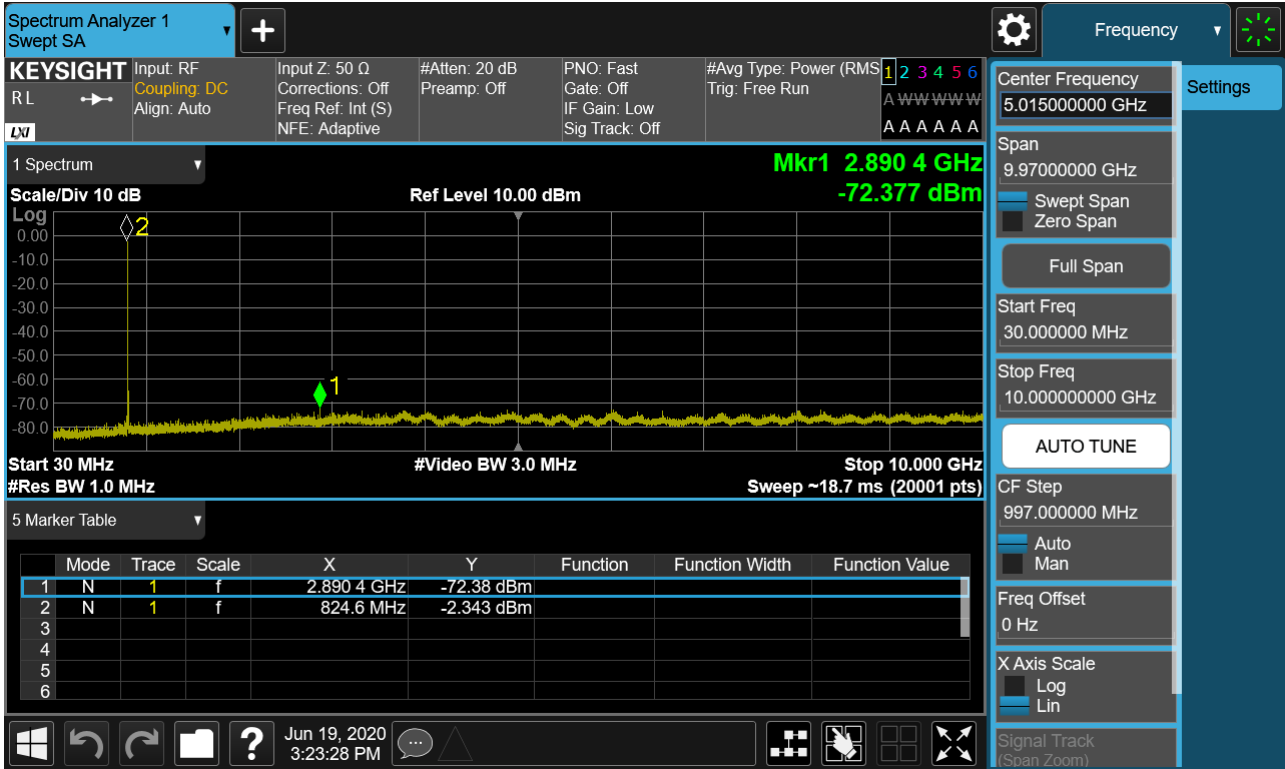 Spectrum Analyzer 1
Swept SA
Frequency
KEYSIGHT
R L
LXI
Input: RF
Coupling: DC
Align: Auto
Input Z: 50 Ω
Corrections: Off
Freq Ref: Int (S)
NFE: Adaptive
#Atten: 20 dB
Preamp: Off
PNO: Fast
Gate: Off
IF Gain: Low
Sig Track: Off
#Avg Type: Power (RMS
Trig: Free Run
1 2 3 4 5 6
A W W W W W
A A A A A A
Center Frequency
5.015000000 GHz
Settings
Span
9.97000000 GHz
Swept Span
Zero Span
Full Span
Start Freq
30.000000 MHz
Stop Freq
10.000000000 GHz
AUTO TUNE
CF Step
997.000000 MHz
Auto
Man
Freq Offset
0 Hz
X Axis Scale
Log
Lin
Signal Track
(Span Zoom)
1 Spectrum
Mkr1 2.890 4 GHz
Scale/Div 10 dB
Ref Level 10.00 dBm
-72.377 dBm
Log
0.00
-10.0
-20.0
-30.0
-40.0
-50.0
-60.0
-70.0
-80.0
2
1
Start 30 MHz
#Video BW 3.0 MHz
Stop 10.000 GHz
#Res BW 1.0 MHz
Sweep ~18.7 ms (20001 pts)
5 Marker Table
Mode Trace Scale X Y Function Function Width Function Value
1 N 1 f 2.890 4 GHz -72.38 dBm
2 N 1 f 824.6 MHz -2.343 dBm
3
4
5
6
?
Jun 19, 2020
3:23:28 PM